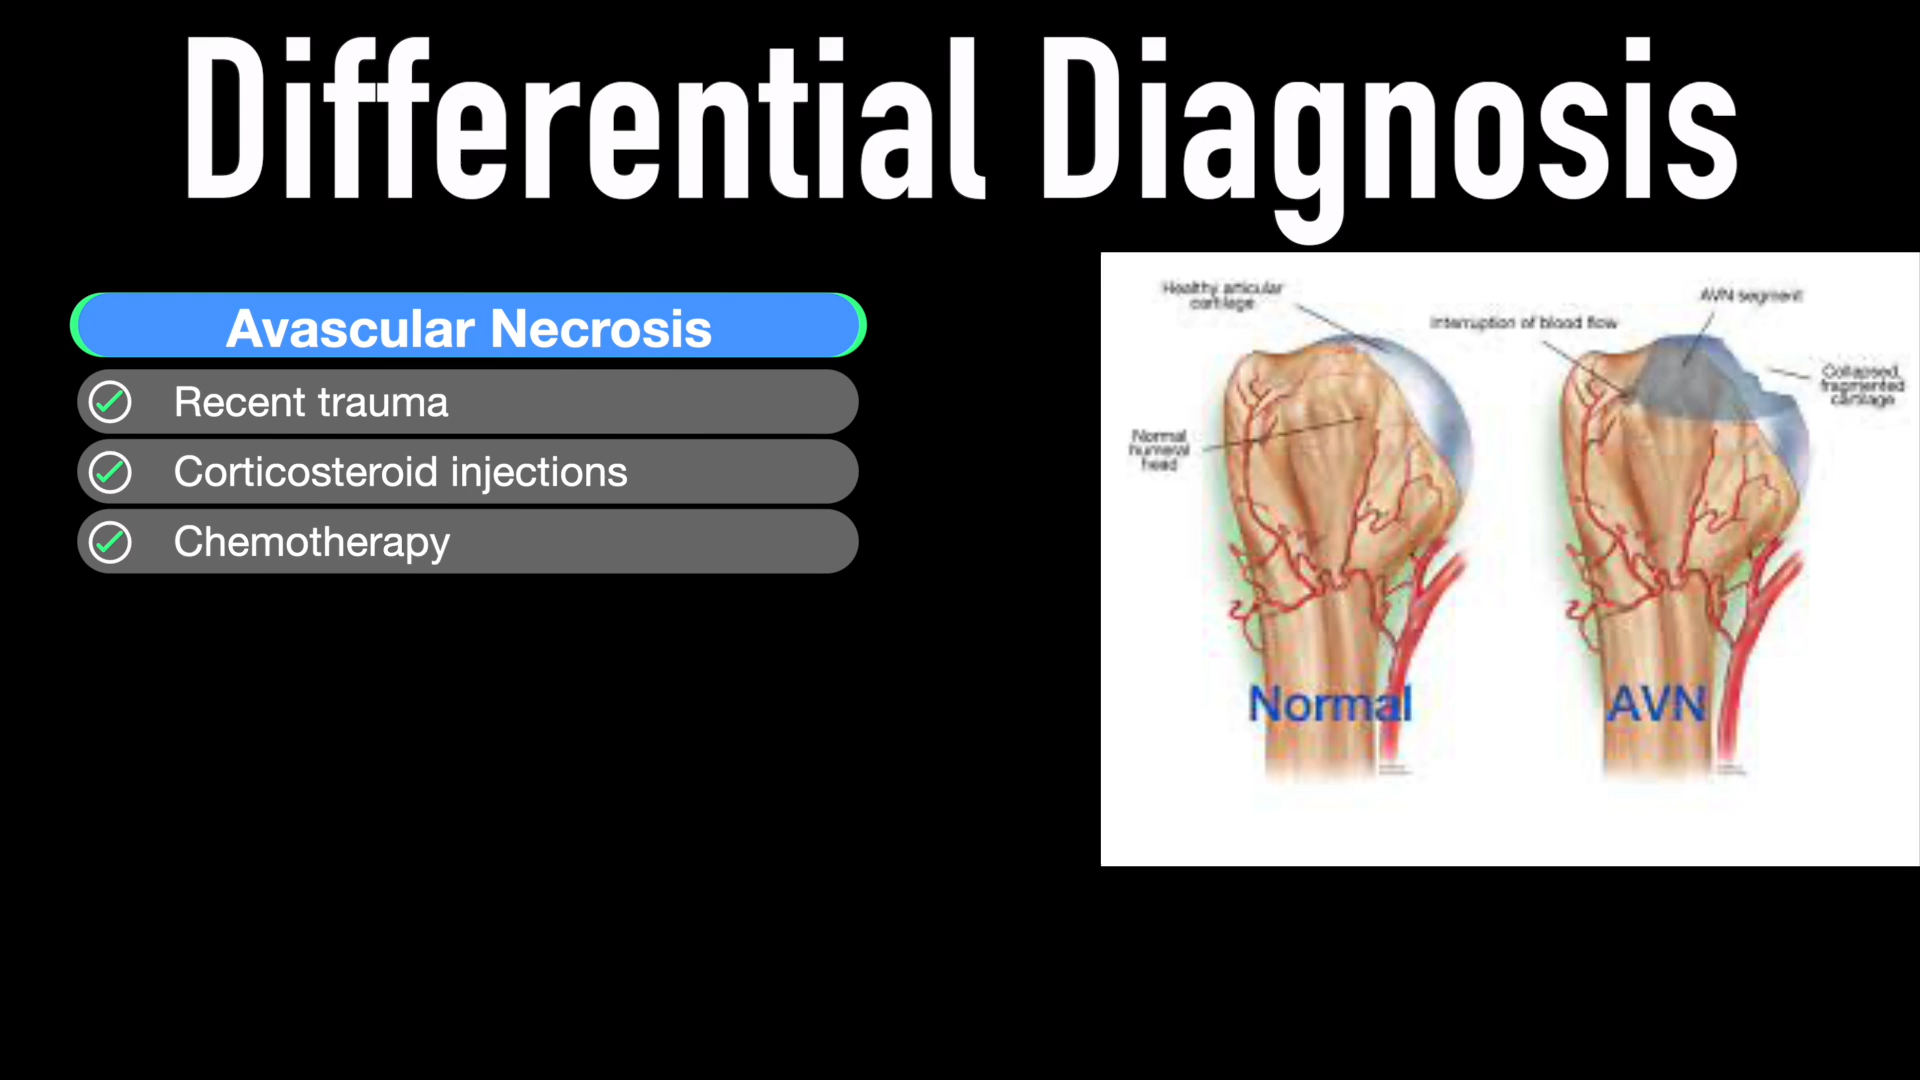 Differential Diagnosis
Avascular Necrosis
Recent trauma
Corticosteroid injections
Chemotherapy
Healthy articular
cartilage
Interruption of blood flow
AVN segment
Collapsed,
fragmented
cartilage
Normal
humeral
head
Normal
AVN